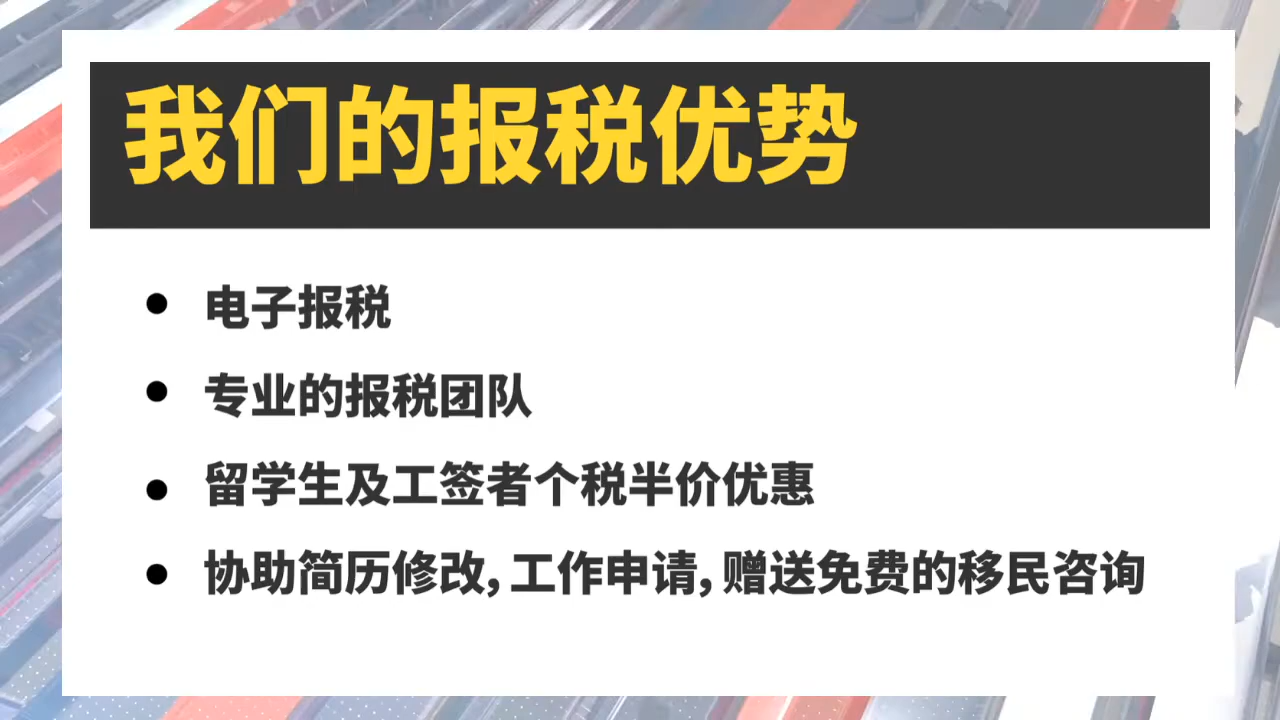 我们的报税优势
电子报税
专业的报税团队
留学生及工签者个税半价优惠
协助简历修改,工作申请,赠送免费的移民咨询